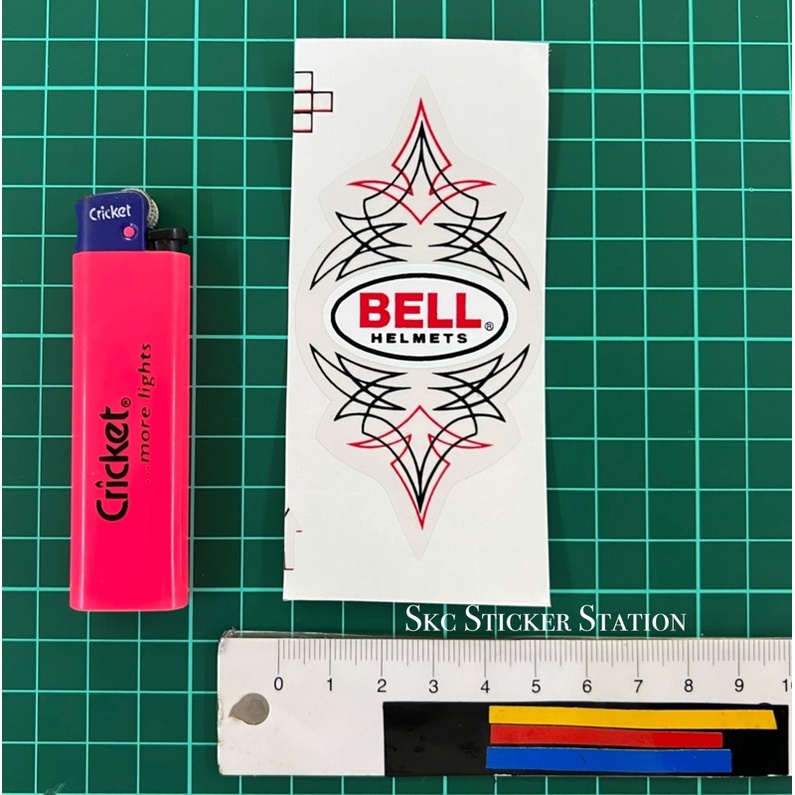 Cricket
Cricket®
...more lights
BELL®
HELMETS
SKC STICKER STATION
0 1 2 3 4 5 6 7 8 9 10